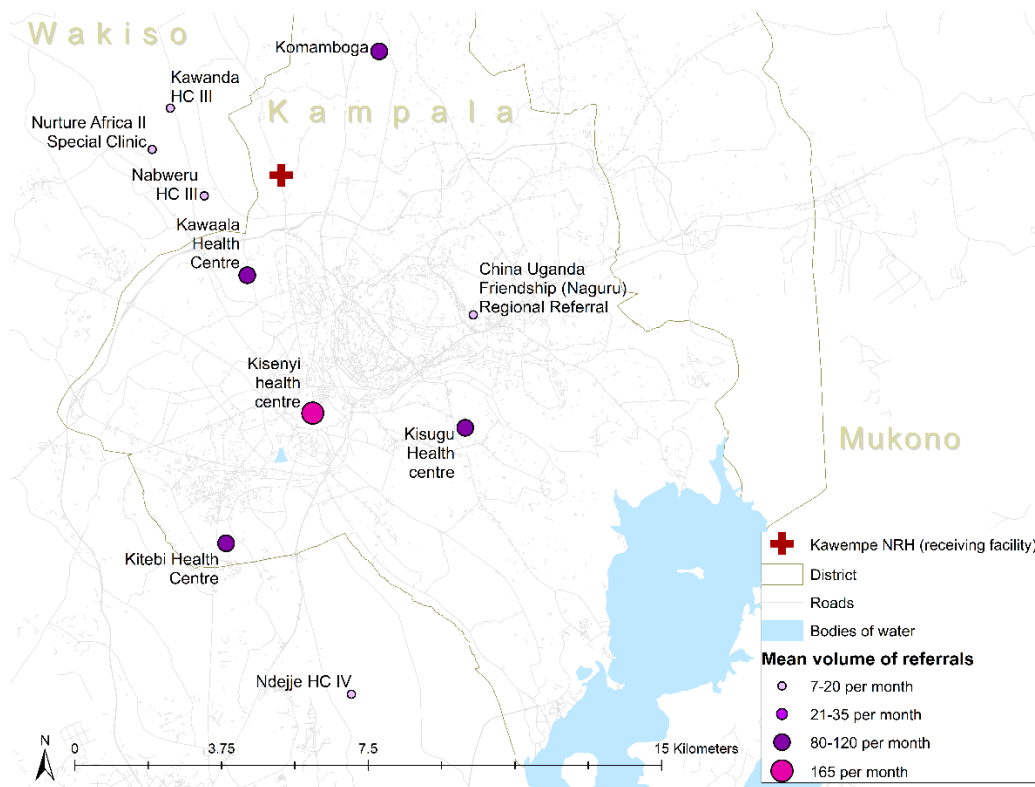 Wakiso
Komamboga
Kawanda
HC III
Kampala
Nurture Africa II
Special Clinic
Nabweru
HC III
Kawaala
Health
Centre
China Uganda
Friendship (Naguru)
Regional Referral
Kisenyi
health
centre
Kisugu
Health
centre
Mukono
Kitebi Health
Centre
Ndejje HC IV
Kawempe NRH (receiving facility)
District
Roads
Bodies of water
Mean volume of referrals
7-20 per month
21-35 per month
80-120 per month
165 per month
N
0 3.75 7.5 15 Kilometers